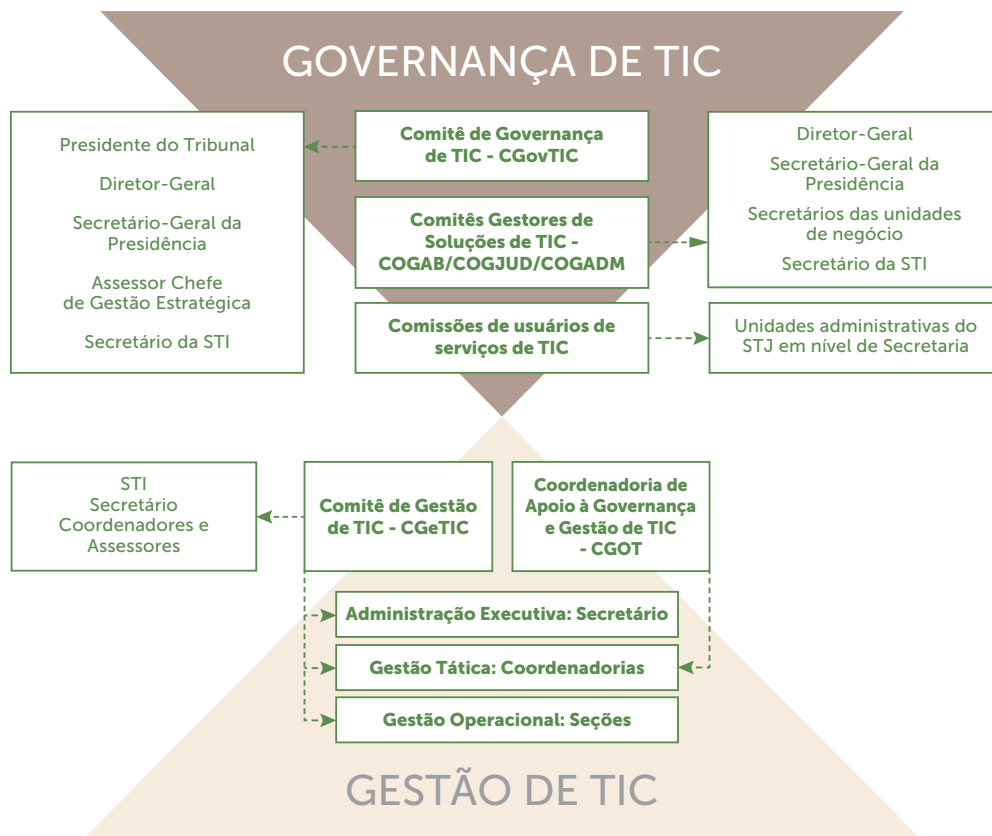 GOVERNANÇA DE TIC
Presidente do Tribunal
Diretor-Geral
Secretário-Geral da
Presidência
Assessor Chefe
de Gestão Estratégica
Secretário da STI
Comitê de Governança
de TIC - CGovTIC
Comitês Gestores de
Soluções de TIC -
COGAB/COGJUD/COGADM
Comissões de usuários de
serviços de TIC
Diretor-Geral
Secretário-Geral da
Presidência
Secretários das unidades
de negócio
Secretário da STI
Unidades administrativas do
STJ em nível de Secretaria
STI
Secretário
Coordenadores e
Assessores
Comitê de Gestão
de TIC - CGeTIC
Coordenadoria de
Apoio à Governança
e Gestão de TIC
- CGOT
Administração Executiva: Secretário
Gestão Tática: Coordenadorias
Gestão Operacional: Seções
GESTÃO DE TIC